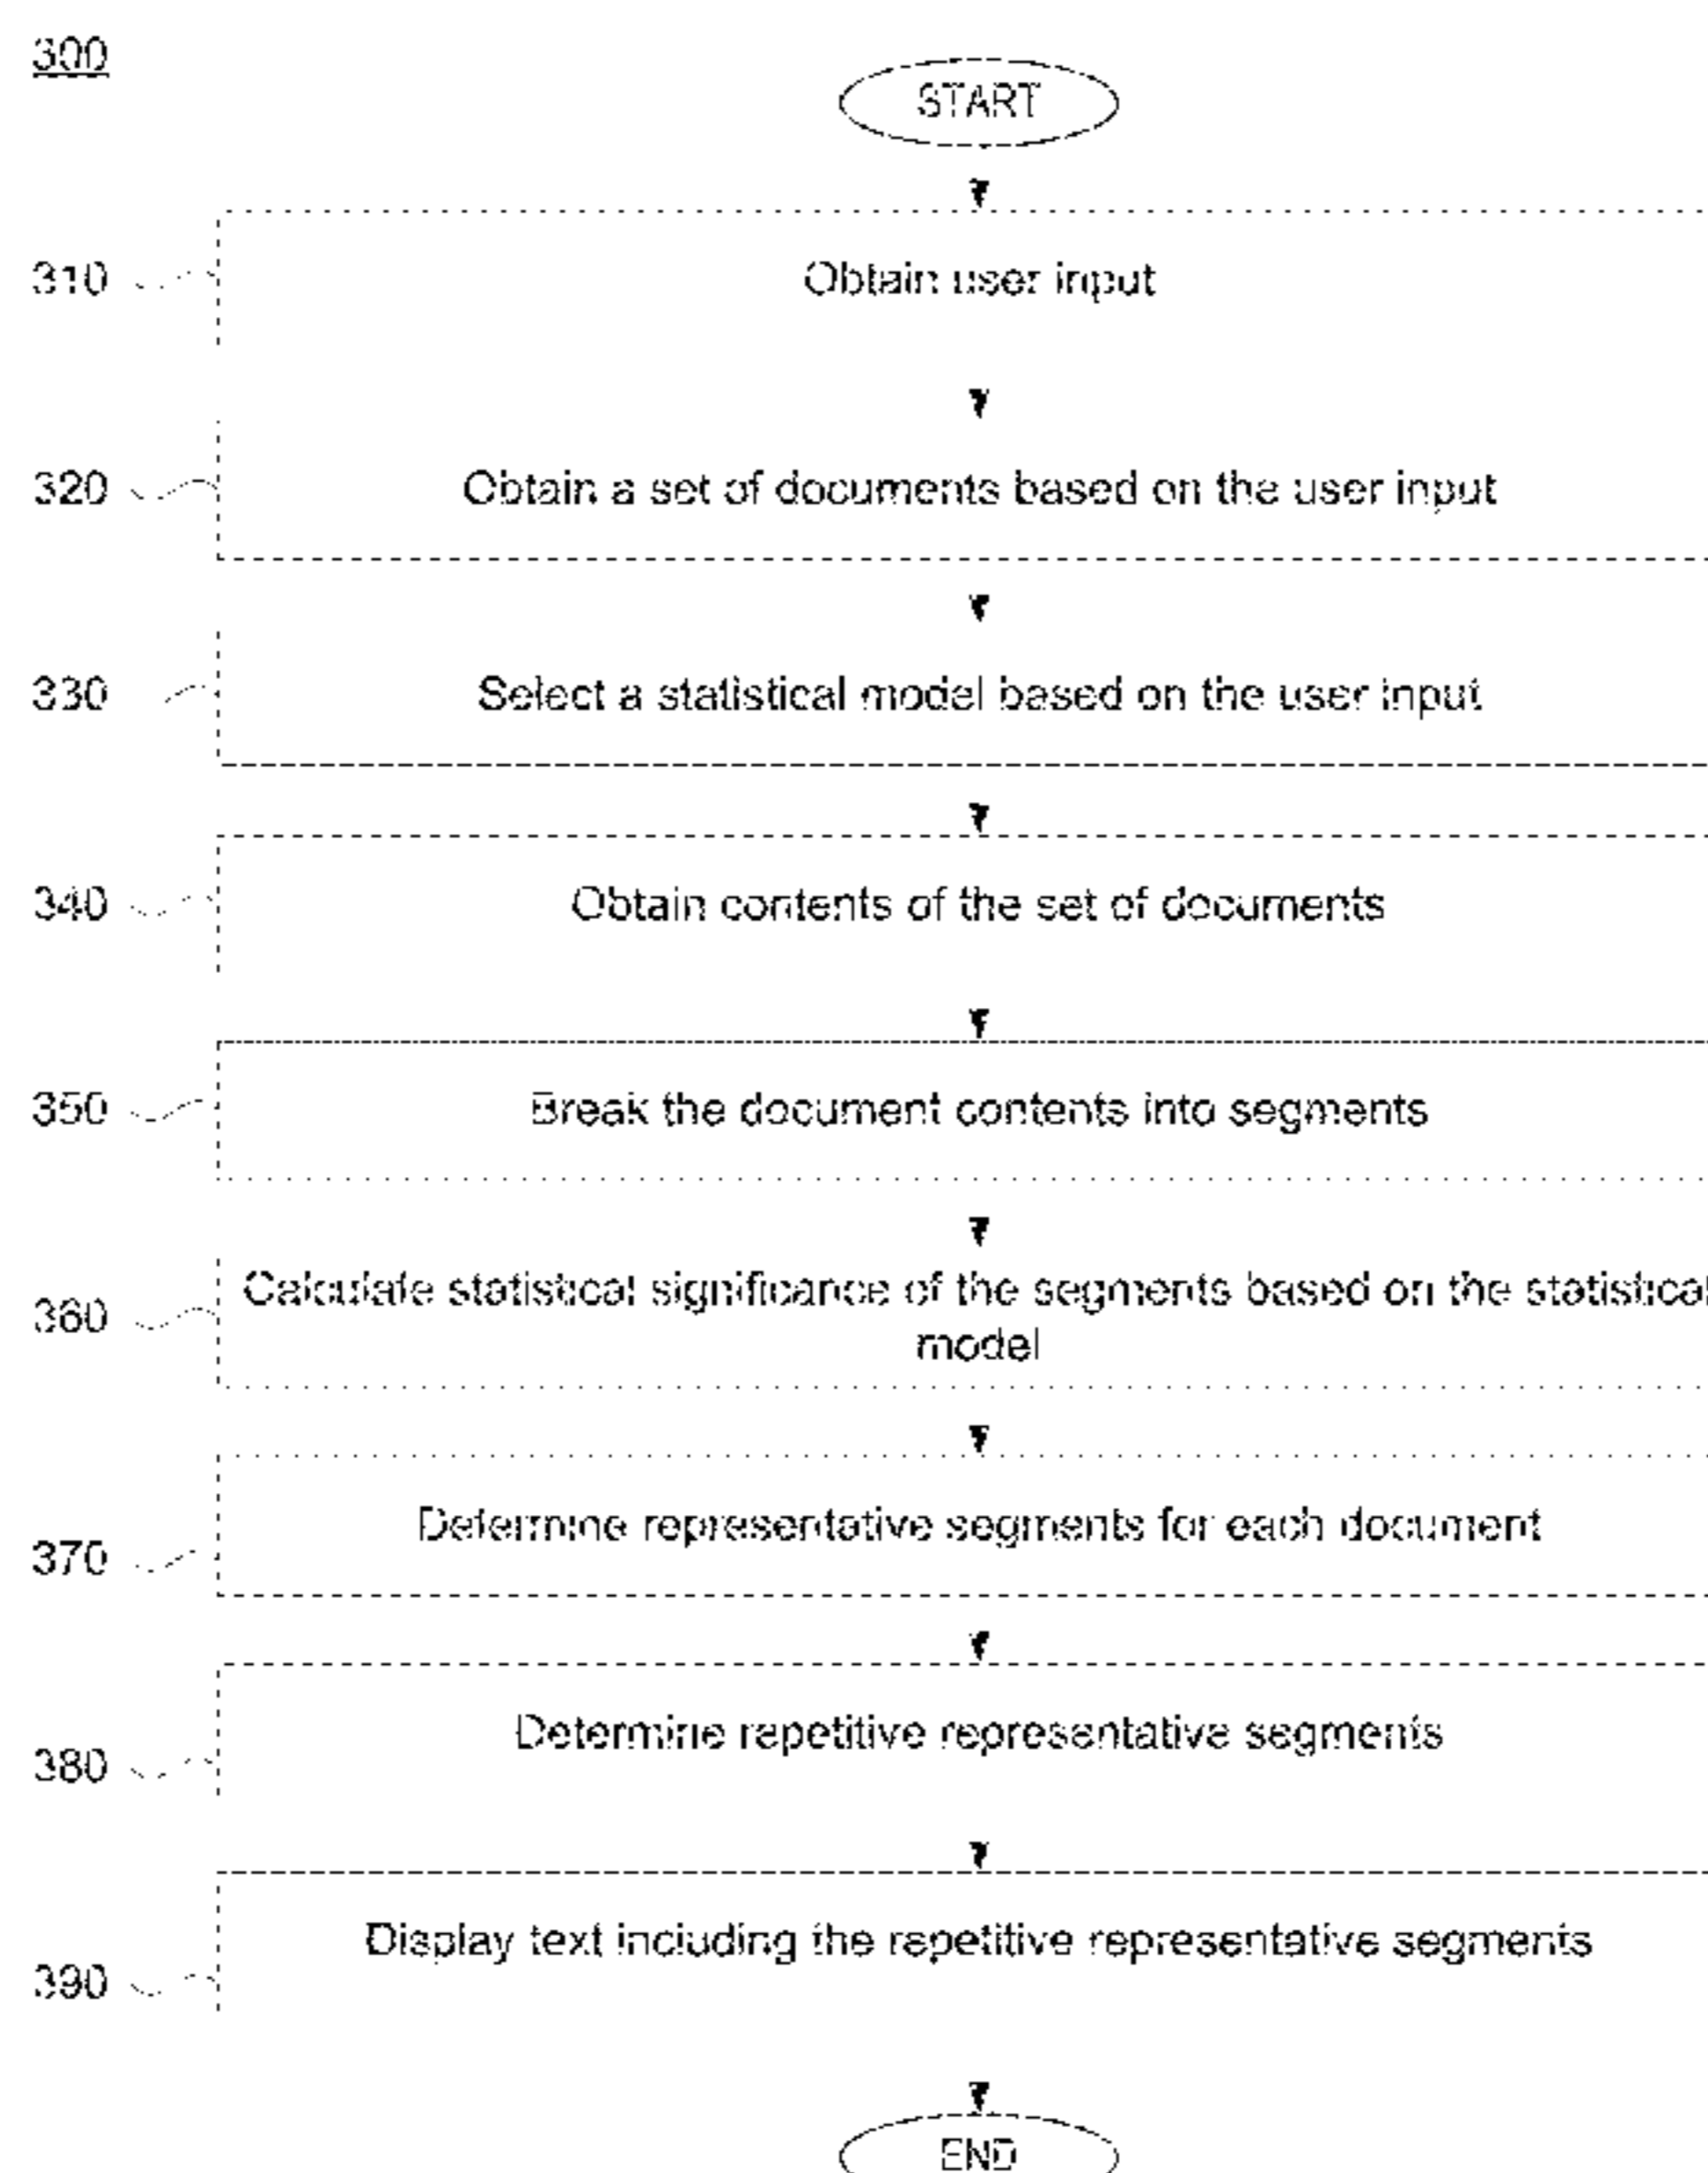 300
START
310 Obtain user input
320 Obtain a set of documents based on the user input
330 Select a statistical model based on the user input
340 Obtain contents of the set of documents
350 Break the document contents into segments
360 Calculate statistical significance of the segments based on the statistical
model
370 Determine representative segments for each document
380 Determine repetitive representative segments
390 Display text including the repetitive representative segments
END